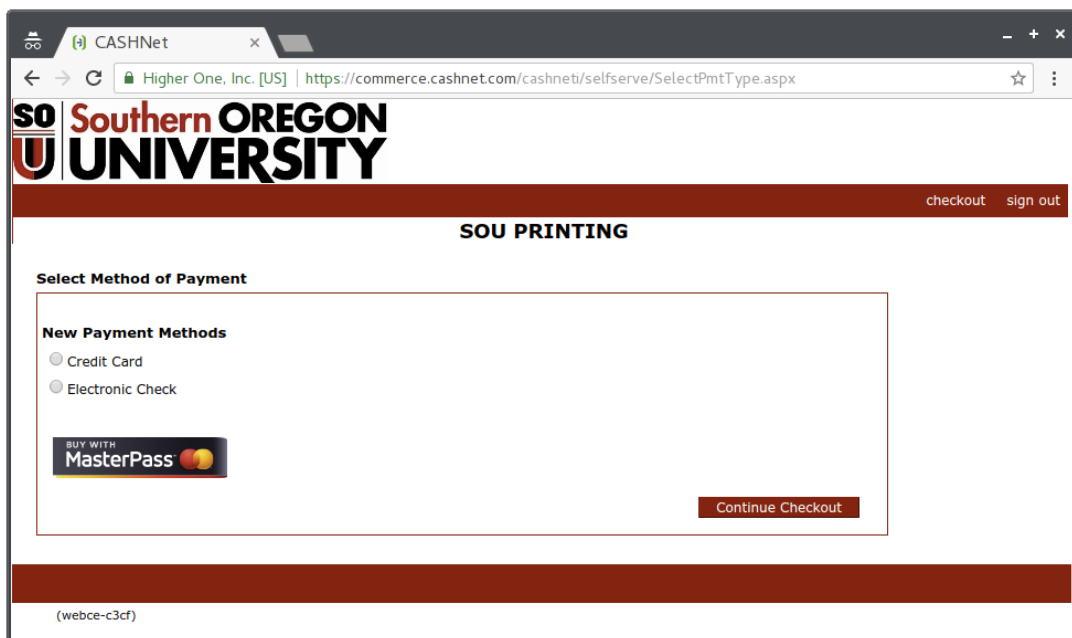 CASHNet
Higher One, Inc. [US] | https://commerce.cashnet.com/cashneti/selfserve/SelectPmtType.aspx
SO Southern OREGON
U UNIVERSITY
checkout sign out
SOU PRINTING
Select Method of Payment
New Payment Methods
Credit Card
Electronic Check
BUY WITH
MasterPass
Continue Checkout
(webce-c3cf)